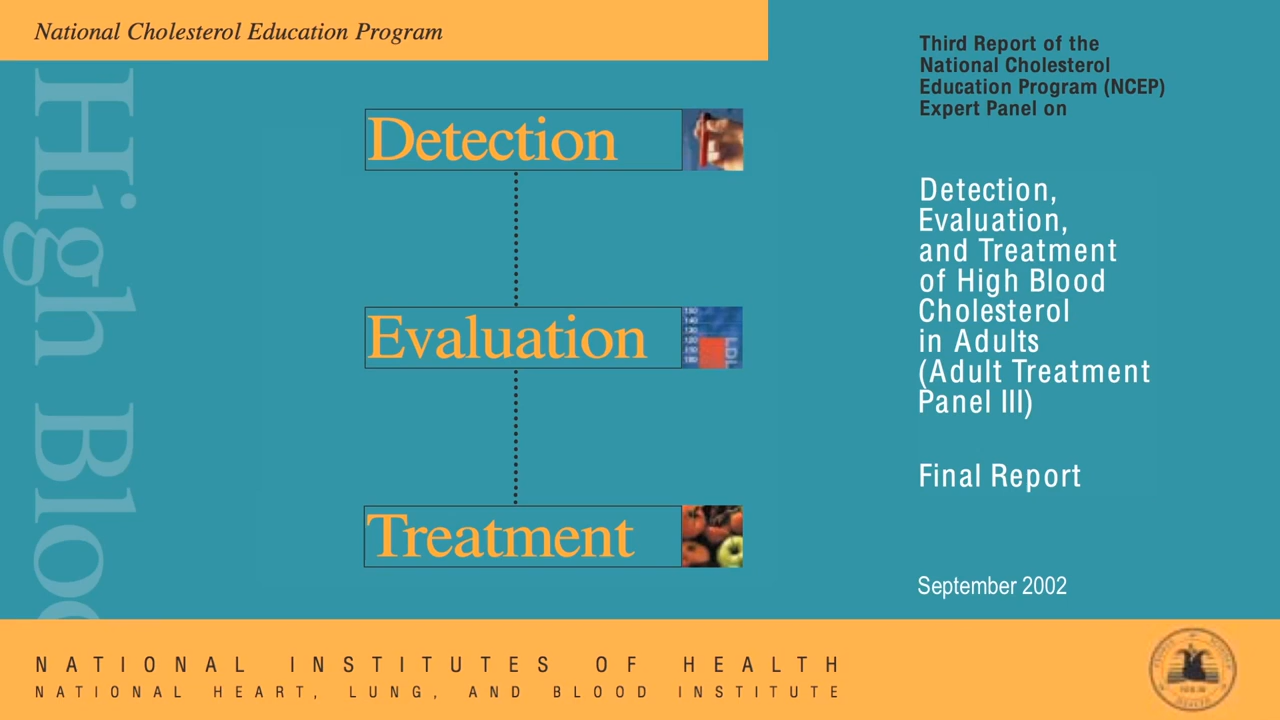 National Cholesterol Education Program
High Bloo
Detection
Evaluation
LDL
Treatment
Third Report of the
National Cholesterol
Education Program (NCEP)
Expert Panel on
Detection,
Evaluation,
and Treatment
of High Blood
Cholesterol
in Adults
(Adult Treatment
Panel III)
Final Report
September 2002
NATIONAL INSTITUTES OF HEALTH
NATIONAL HEART, LUNG, AND BLOOD INSTITUTE